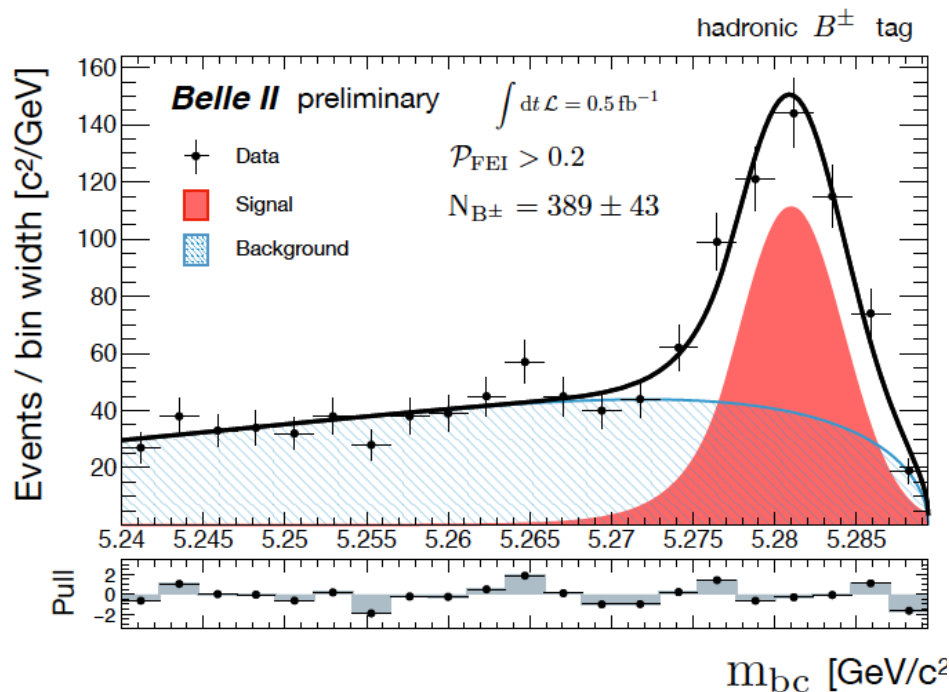 hadronic B± tag
Belle II preliminary
∫ dt 𝓛 = 0.5 fb⁻¹
Data
𝒫FEI > 0.2
Signal
NB± = 389 ± 43
Background
Events / bin width [c²/GeV]
160
140
120
100
80
60
40
20
5.24 5.245 5.25 5.255 5.26 5.265 5.27 5.275 5.28 5.285
Pull
2
0
−2
mbc [GeV/c²